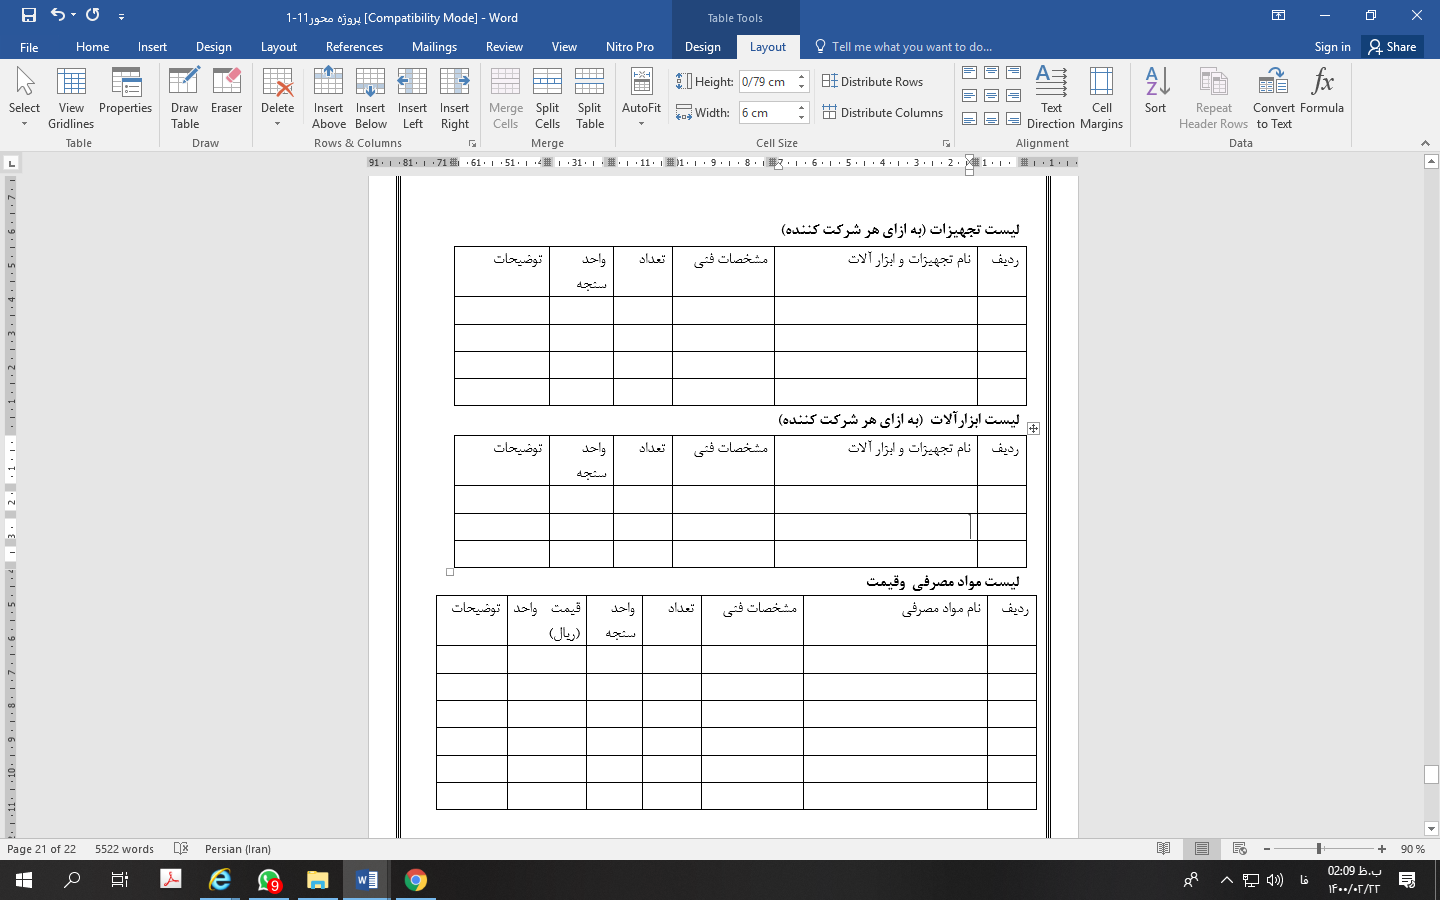 پروژه محور11-1 [Compatibility Mode] - Word
Table Tools
File Home Insert Design Layout References Mailings Review View Nitro Pro Design Layout Tell me what you want to do... Sign in Share
Select View Gridlines Properties
Table
Draw Table Eraser
Draw
Delete Insert Above Insert Below Insert Left Insert Right
Rows & Columns
Merge Cells Split Cells Split Table
Merge
AutoFit Height: 0/79 cm Distribute Rows
Width: 6 cm Distribute Columns
Cell Size
Text Direction Cell Margins
Alignment
Sort Repeat Header Rows Convert to Text Formula
Data
لیست تجهیزات (به ازای هر شرکت کننده)
ردیف نام تجهیزات و ابزار آلات مشخصات فنی تعداد واحد سنجه توضیحات
لیست ابزارآلات (به ازای هر شرکت کننده)
ردیف نام تجهیزات و ابزار آلات مشخصات فنی تعداد واحد سنجه توضیحات
لیست مواد مصرفی وقیمت
ردیف نام مواد مصرفی مشخصات فنی تعداد واحد سنجه قیمت واحد (ریال) توضیحات
Page 21 of 22 5522 words Persian (Iran) 90 %
9
فا
02:09 ب.ظ
۱۴۰۰/۰۲/۲۲